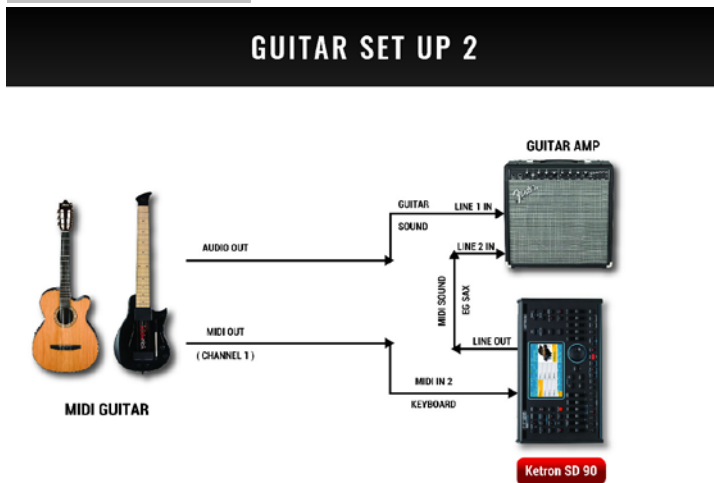 GUITAR SET UP 2
GUITAR AMP
Fender
GUITAR
LINE 1 IN
SOUND
AUDIO OUT
LINE 2 IN
MIDI SOUND
EG SAX
MIDI OUT
LINE OUT
( CHANNEL 1 )
MIDI IN 2
KEYBOARD
MIDI GUITAR
Ketron SD 90